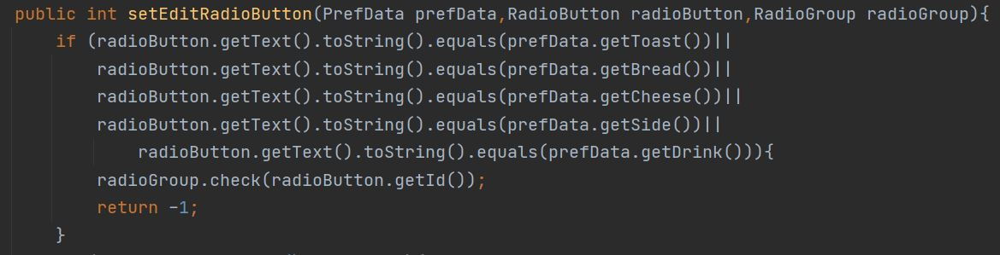 public int setEditRadioButton(PrefData prefData,RadioButton radioButton,RadioGroup radioGroup){
if (radioButton.getText().toString().equals(prefData.getToast())||
radioButton.getText().toString().equals(prefData.getBread())||
radioButton.getText().toString().equals(prefData.getCheese())||
radioButton.getText().toString().equals(prefData.getSide())||
radioButton.getText().toString().equals(prefData.getDrink())){
radioGroup.check(radioButton.getId());
return -1;
}